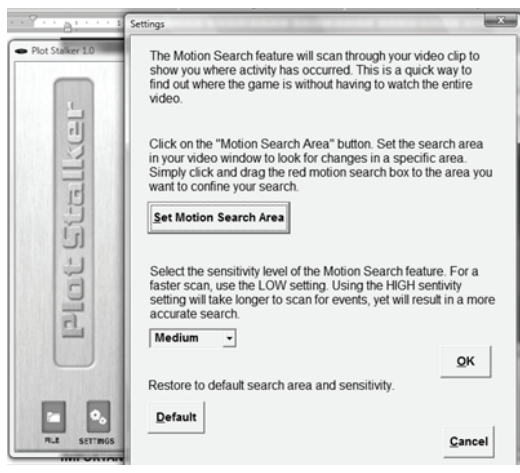 Settings
Plot Stalker 1.0
Plot Stalker
FILE
SETTINGS
The Motion Search feature will scan through your video clip to
show you where activity has occurred. This is a quick way to
find out where the game is without having to watch the entire
video.
Click on the "Motion Search Area" button. Set the search area
in your video window to look for changes in a specific area.
Simply click and drag the red motion search box to the area you
want to confine your search.
Set Motion Search Area
Select the sensitivity level of the Motion Search feature. For a
faster scan, use the LOW setting. Using the HIGH sentivity
setting will take longer to scan for events, yet will result in a more
accurate search.
Medium
OK
Restore to default search area and sensitivity.
Default
Cancel